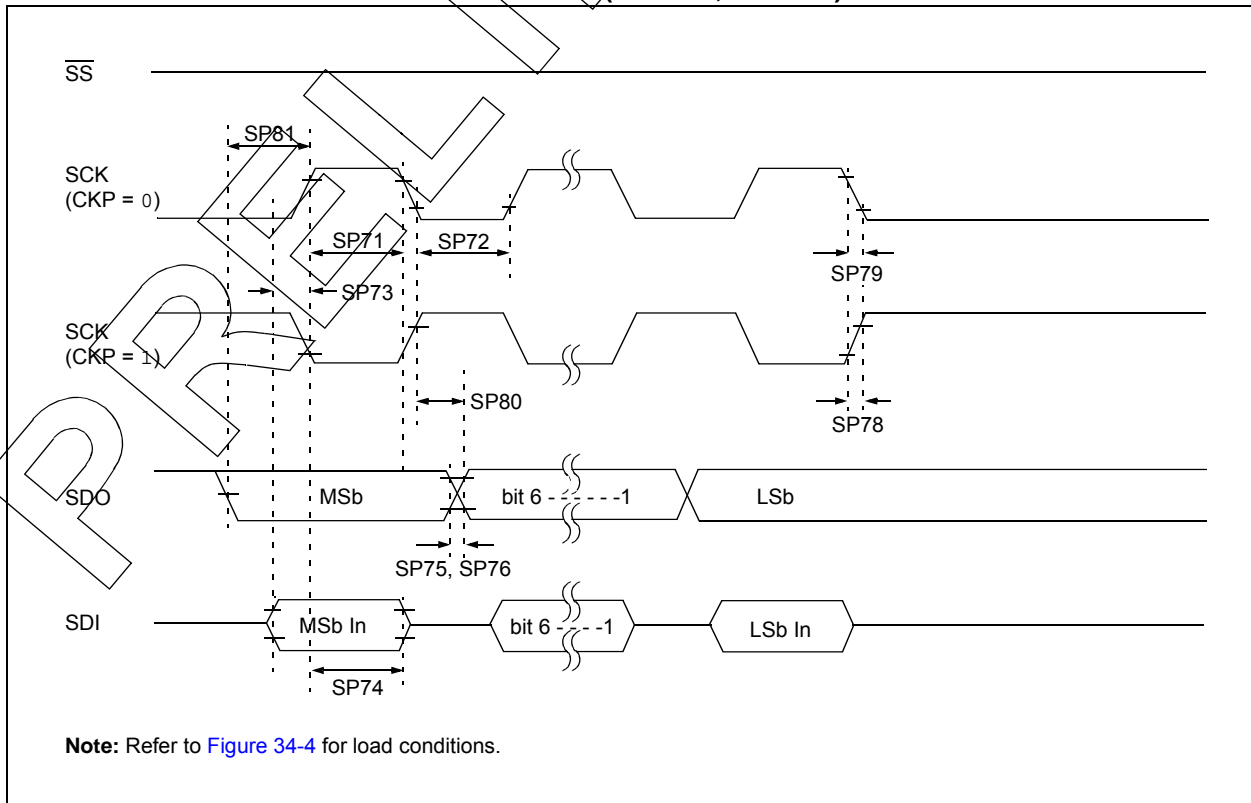 SS
SP81
SCK
(CKP = 0)
SP71
SP72
SP79
SP73
SCK
(CKP = 1)
SP80
SP78
SDO
MSb
bit 6 - - - - - -1
LSb
SP75, SP76
SDI
MSb In
bit 6 - - - -1
LSb In
SP74
Note: Refer to Figure 34-4 for load conditions.
PREL